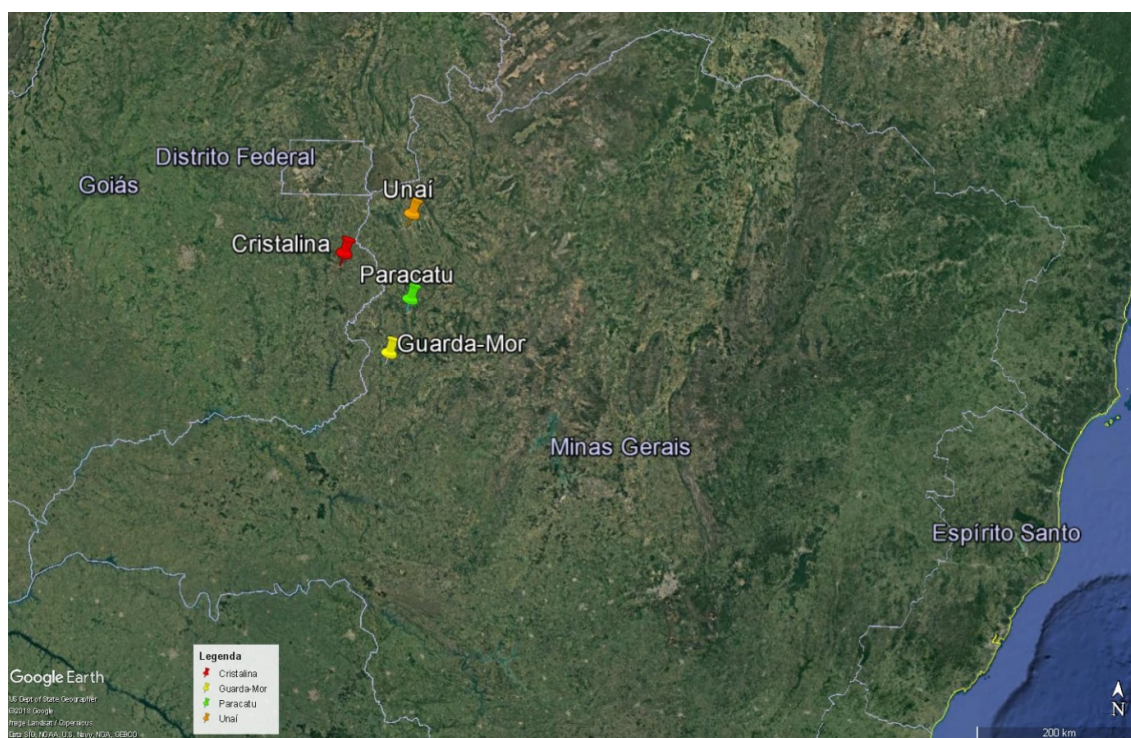 Distrito Federal
Goiás
Unaí
Cristalina
Paracatu
Guarda-Mor
Minas Gerais
Espírito Santo
Legenda
Cristalina
Guarda-Mor
Paracatu
Unaí
Google Earth
US Dept of State Geographer
©2018 Google
Image Landsat / Copernicus
Data SIO, NOAA, U.S. Navy, NGA, GEBCO
N
200 km